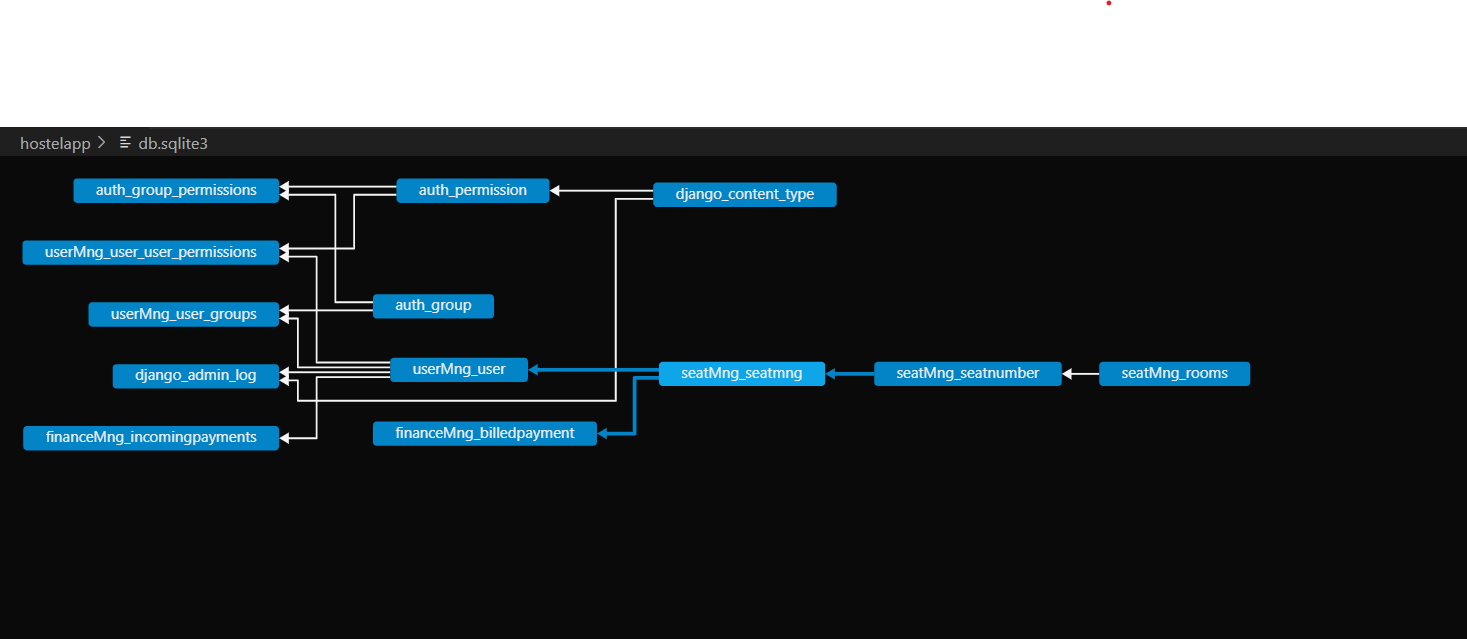 hostelapp > db.sqlite3
auth_group_permissions
auth_permission
django_content_type
userMng_user_user_permissions
auth_group
userMng_user_groups
userMng_user
django_admin_log
seatMng_seatmng
seatMng_seatnumber
seatMng_rooms
financeMng_incomingpayments
financeMng_billedpayment